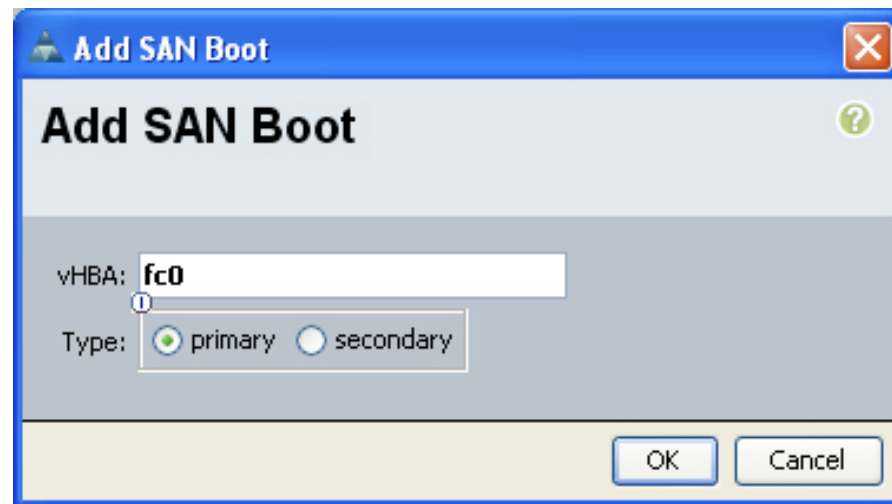 Add SAN Boot
Add SAN Boot
vHBA: fc0
Type: primary secondary
OK Cancel